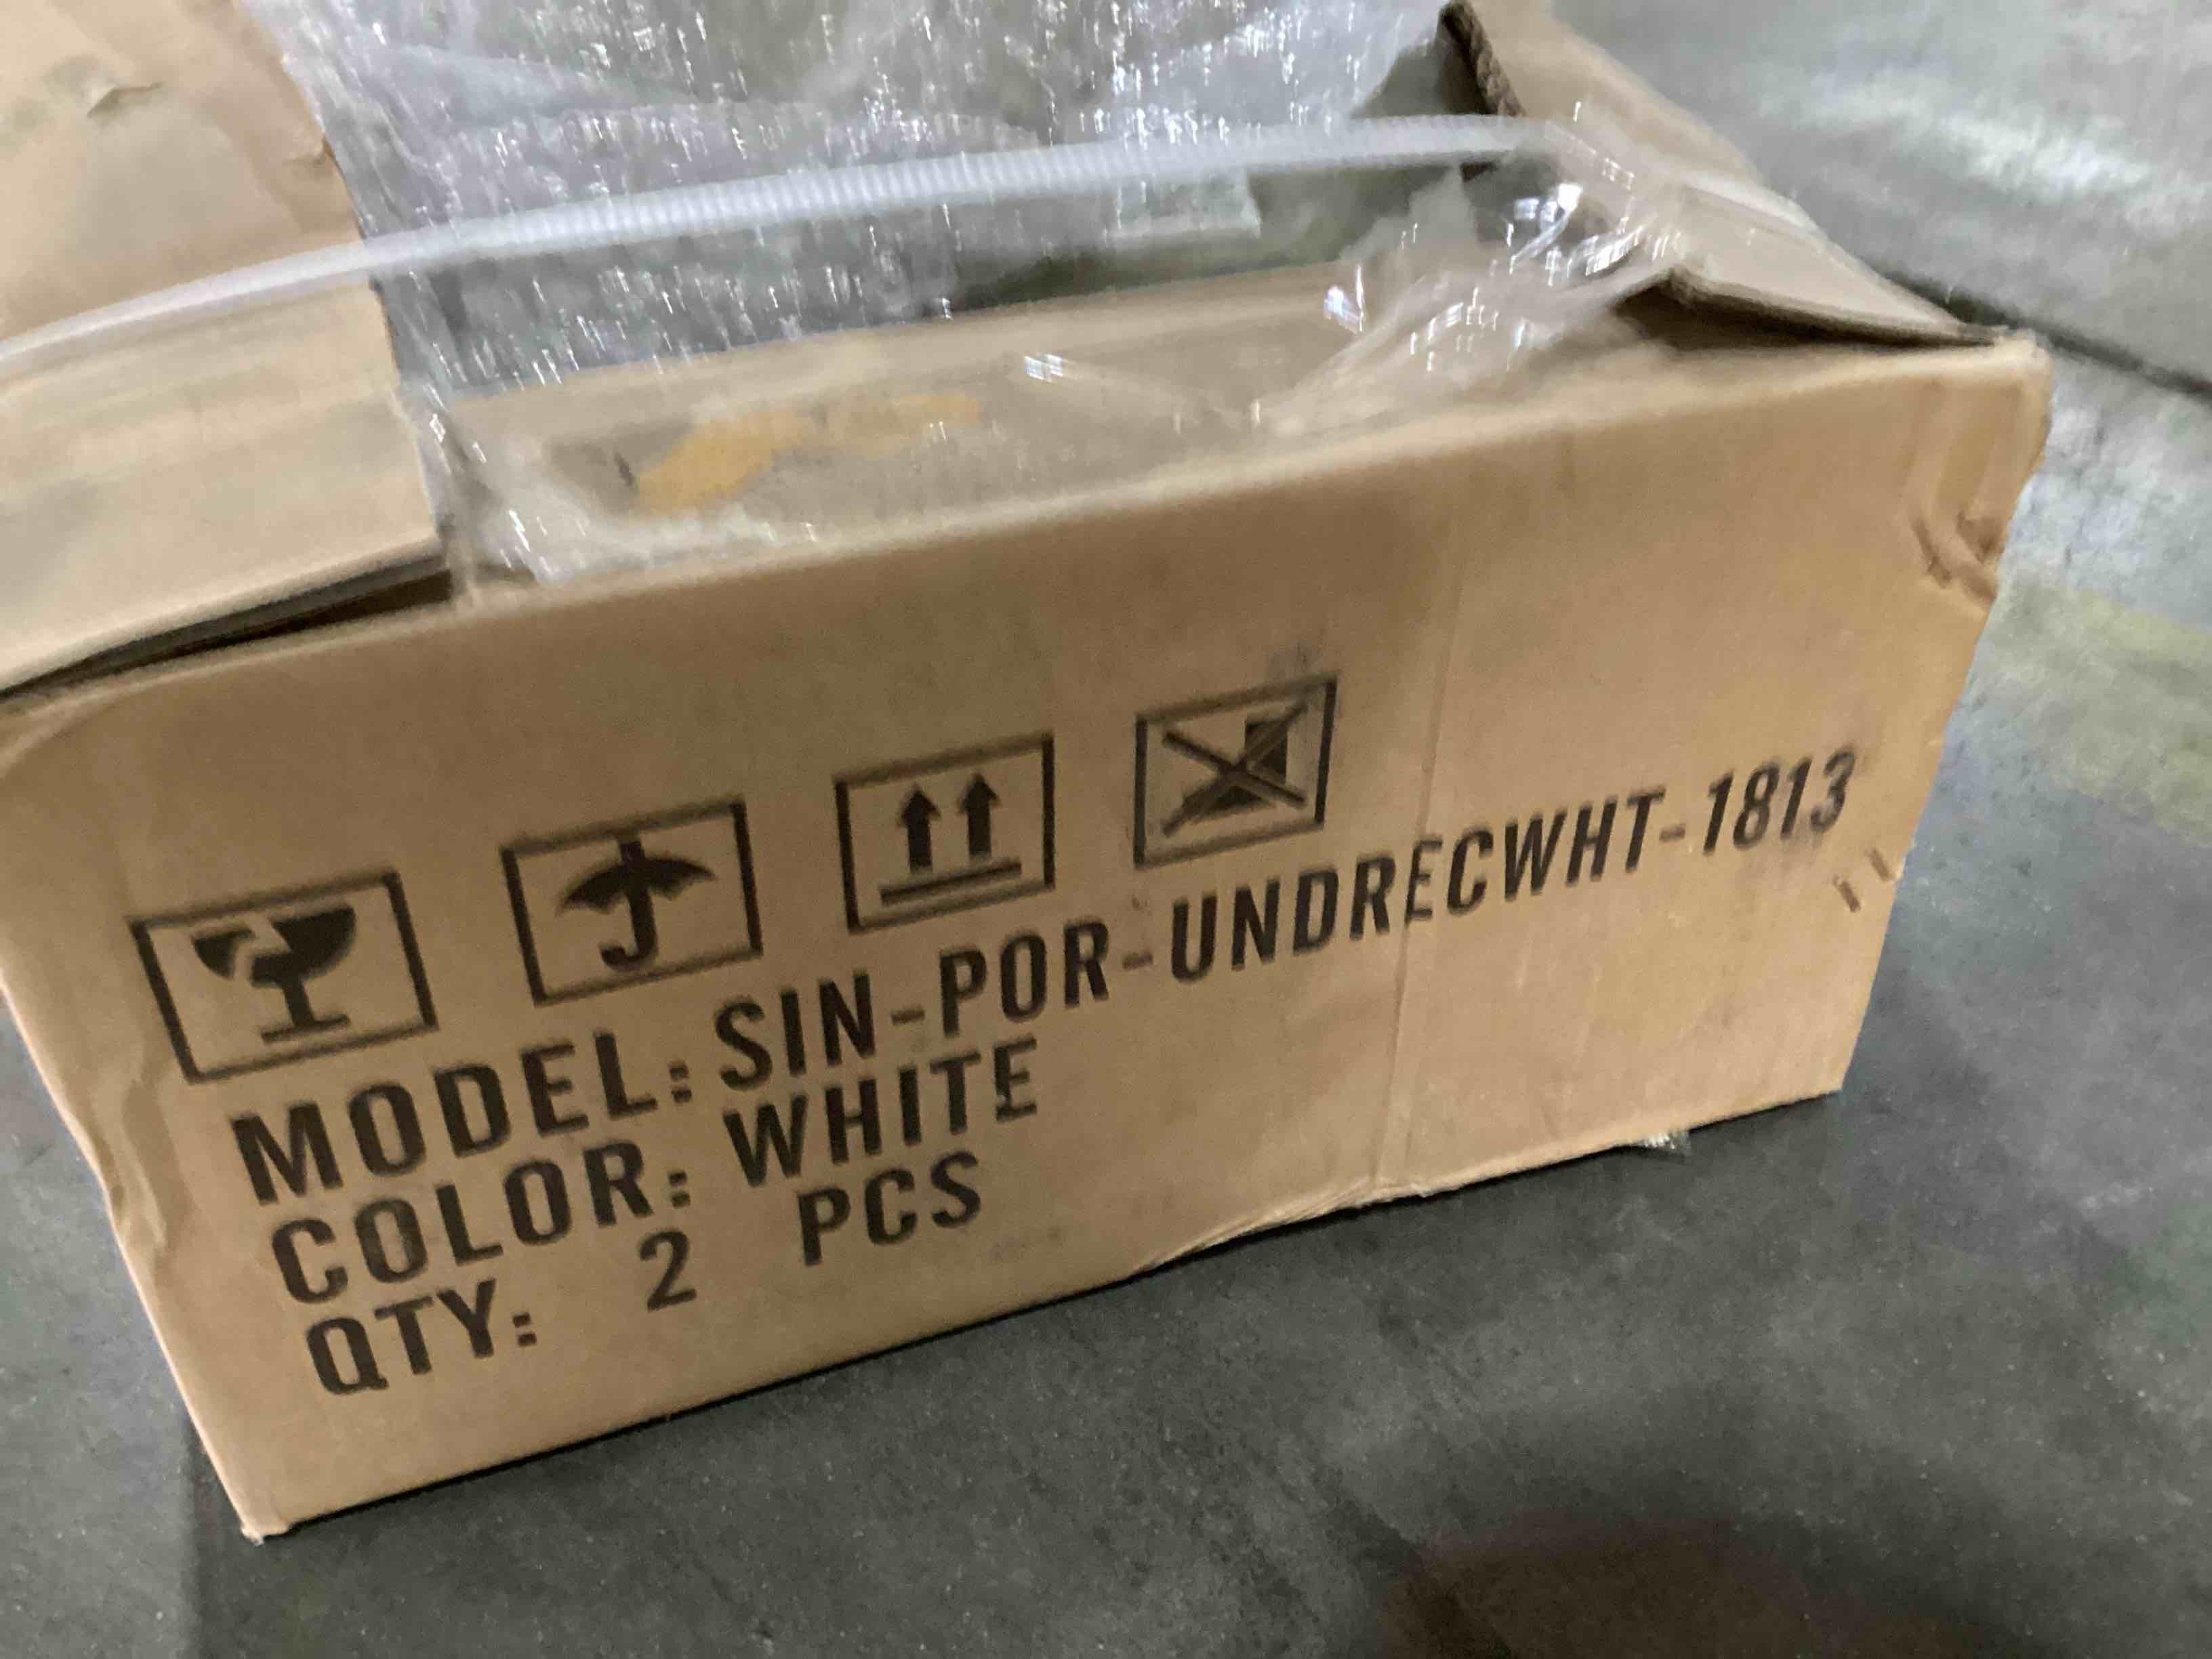 MODEL: SIN-POR-UNDRECWHT-1813
COLOR: WHITE
QTY: 2 PCS